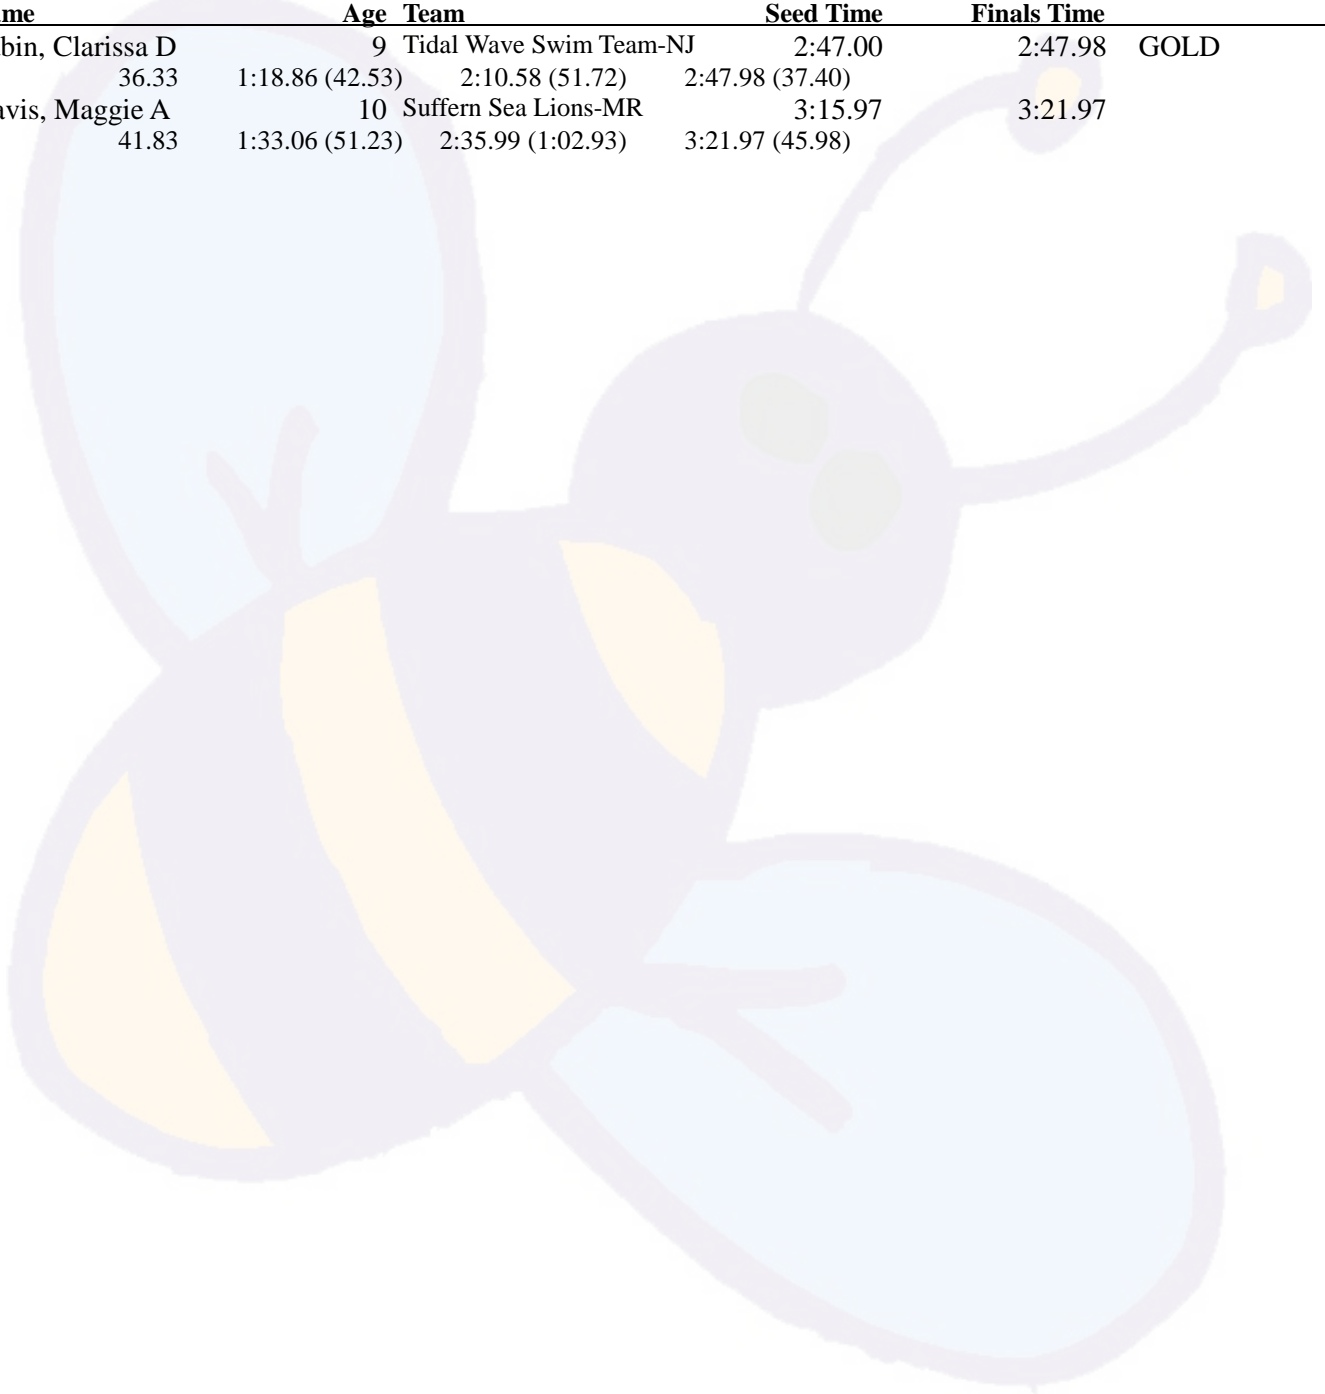 me Age Team Seed Time Finals Time
bin, Clarissa D 9 Tidal Wave Swim Team-NJ 2:47.00 2:47.98 GOLD
36.33 1:18.86 (42.53) 2:10.58 (51.72) 2:47.98 (37.40)
avis, Maggie A 10 Suffern Sea Lions-MR 3:15.97 3:21.97
41.83 1:33.06 (51.23) 2:35.99 (1:02.93) 3:21.97 (45.98)